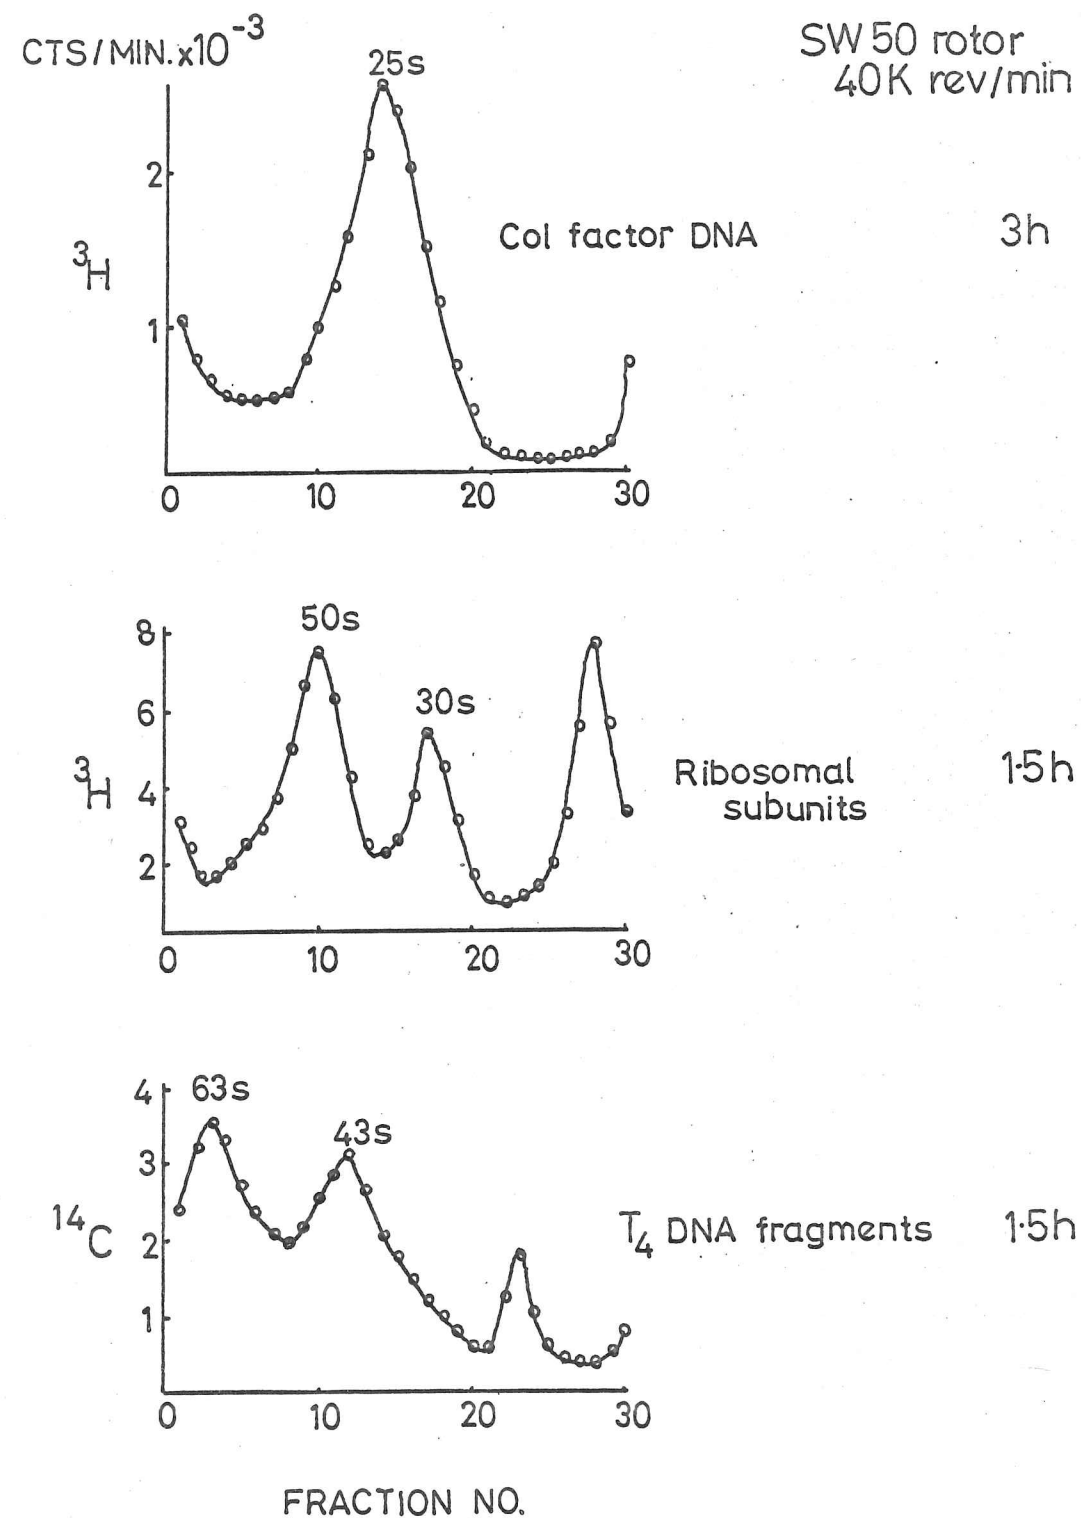 CTS/MIN.x10⁻³
SW 50 rotor
40K rev/min
25s
2
1
³H
Col factor DNA
3h
0 10 20 30
50s
30s
8
6
4
2
³H
Ribosomal
subunits
1·5h
0 10 20 30
63s
43s
4
3
2
1
¹⁴C
T₄ DNA fragments
1·5h
0 10 20 30
FRACTION NO.